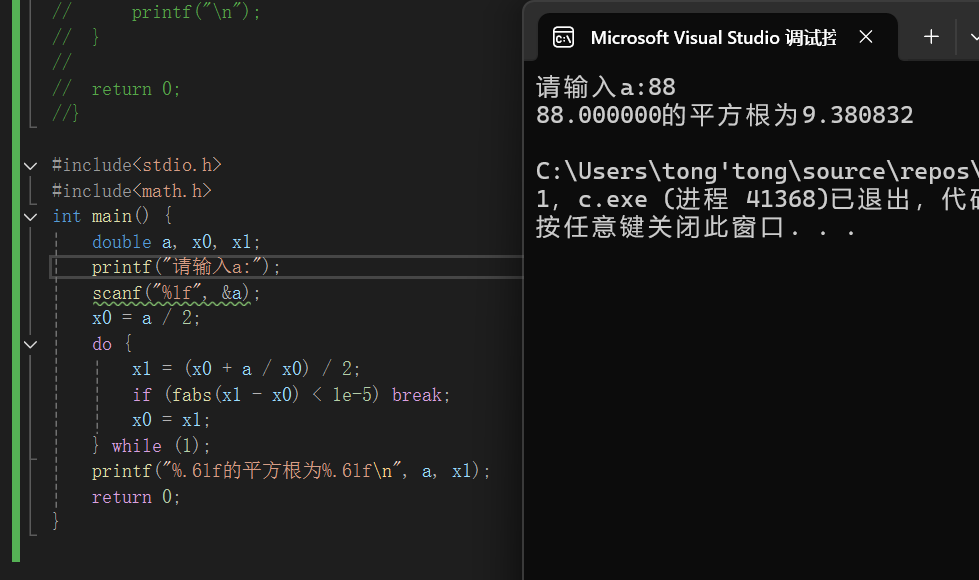 //      printf("\n");
//  }
//
//  return 0;
//}
#include<stdio.h>
#include<math.h>
int main() {
    double a, x0, x1;
    printf("请输入a:");
    scanf("%lf", &a);
    x0 = a / 2;
    do {
        x1 = (x0 + a / x0) / 2;
        if (fabs(x1 - x0) < 1e-5) break;
        x0 = x1;
    } while (1);
    printf("%.6lf的平方根为%.6lf\n", a, x1);
    return 0;
}
Microsoft Visual Studio 调试控
请输入a:88
88.000000的平方根为9.380832
C:\Users\tong'tong\source\repos\
1, c.exe (进程 41368)已退出，代码
按任意键关闭此窗口. . .